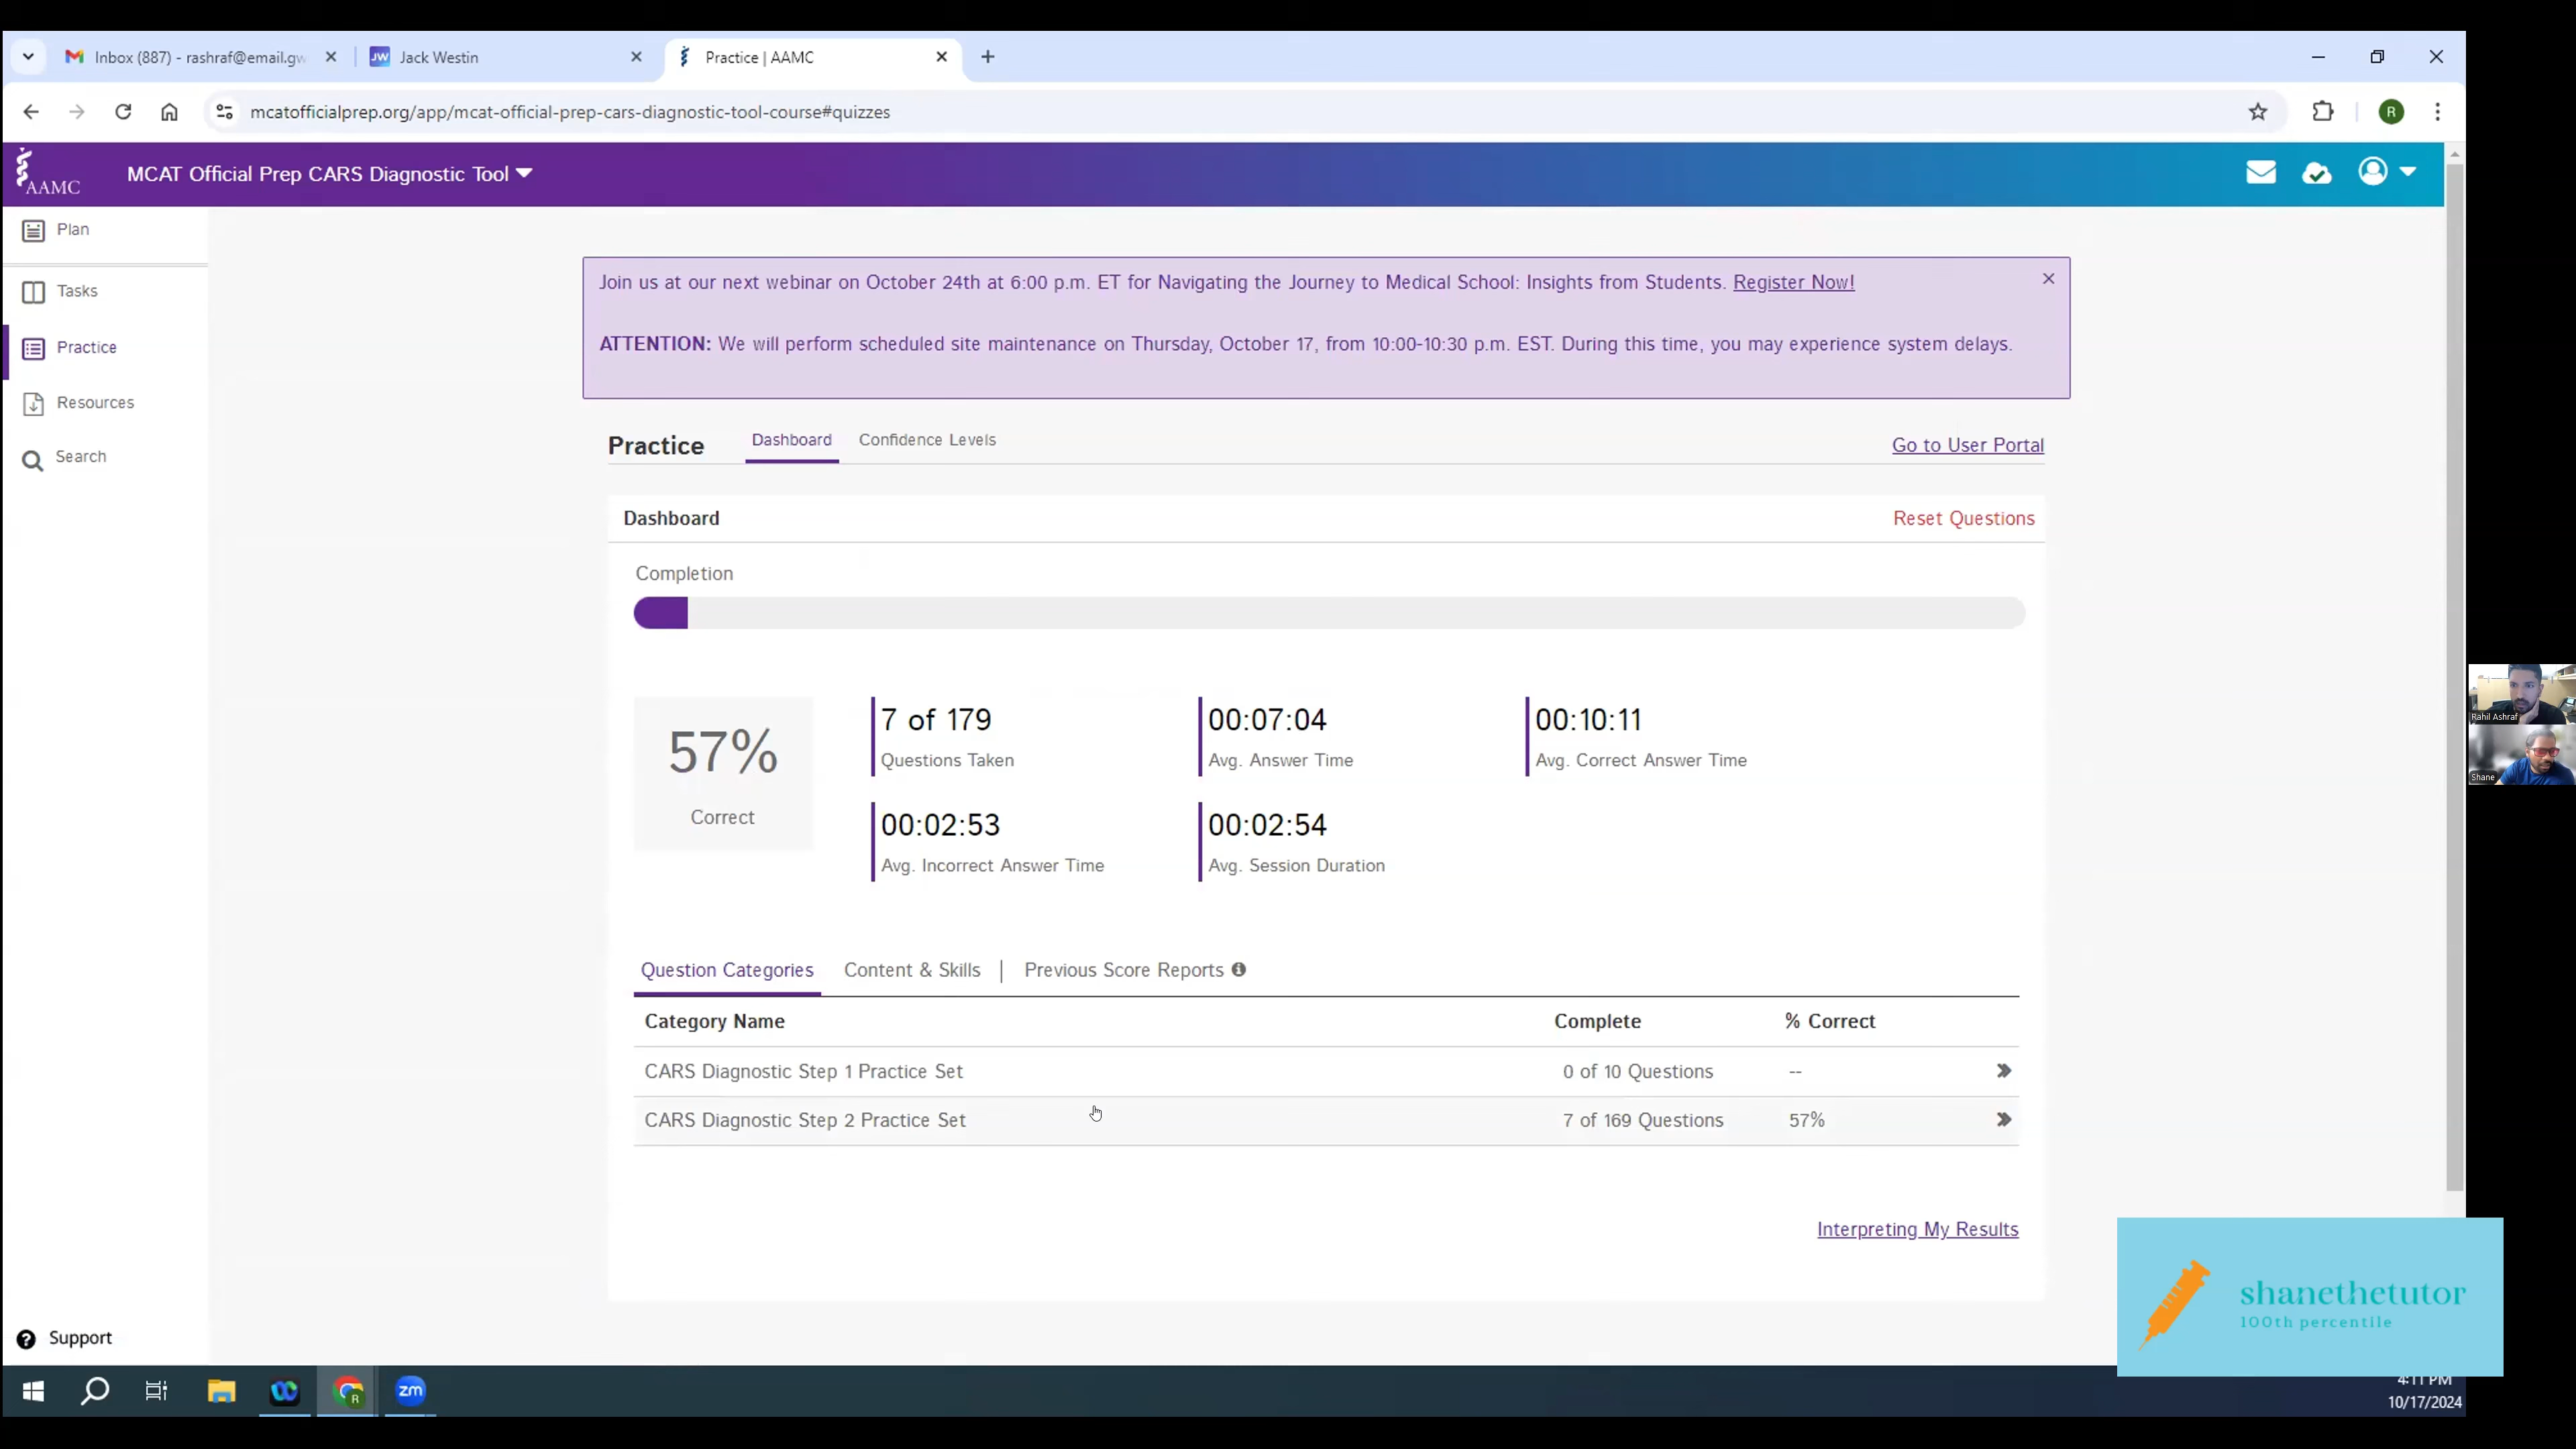 Inbox (887) - rashraf@email.gw
Jack Westin
Practice | AAMC
mcatofficialprep.org/app/mcat-official-prep-cars-diagnostic-tool-course#quizzes
R
AAMC
MCAT Official Prep CARS Diagnostic Tool
Plan
Tasks
Practice
Resources
Search
Join us at our next webinar on October 24th at 6:00 p.m. ET for Navigating the Journey to Medical School: Insights from Students. Register Now!
ATTENTION: We will perform scheduled site maintenance on Thursday, October 17, from 10:00-10:30 p.m. EST. During this time, you may experience system delays.
Practice Dashboard Confidence Levels Go to User Portal
Dashboard Reset Questions
Completion
57%
Correct
7 of 179 00:07:04 00:10:11
Questions Taken Avg. Answer Time Avg. Correct Answer Time
00:02:53 00:02:54
Avg. Incorrect Answer Time Avg. Session Duration
Rahil Ashraf
Shane
Question Categories Content & Skills | Previous Score Reports
Category Name Complete % Correct
CARS Diagnostic Step 1 Practice Set 0 of 10 Questions --
CARS Diagnostic Step 2 Practice Set 7 of 169 Questions 57%
Interpreting My Results
shanethetutor
100th percentile
Support
zm
4:11 PM
10/17/2024